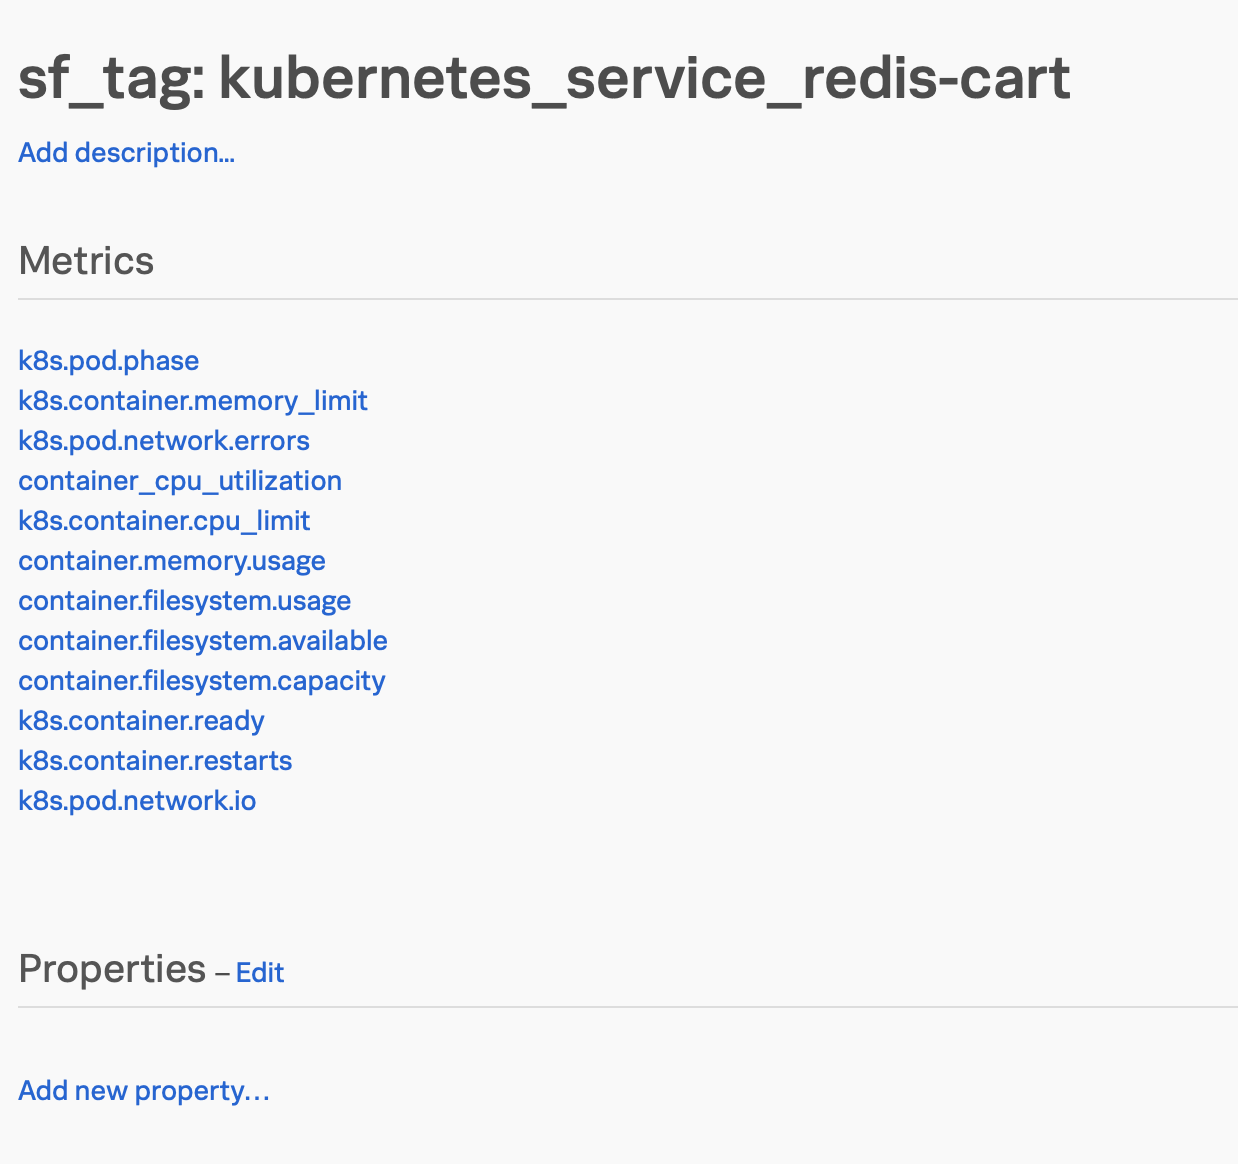 sf_tag: kubernetes_service_redis-cart
Add description...
Metrics
k8s.pod.phase
k8s.container.memory_limit
k8s.pod.network.errors
container_cpu_utilization
k8s.container.cpu_limit
container.memory.usage
container.filesystem.usage
container.filesystem.available
container.filesystem.capacity
k8s.container.ready
k8s.container.restarts
k8s.pod.network.io
Properties – Edit
Add new property...